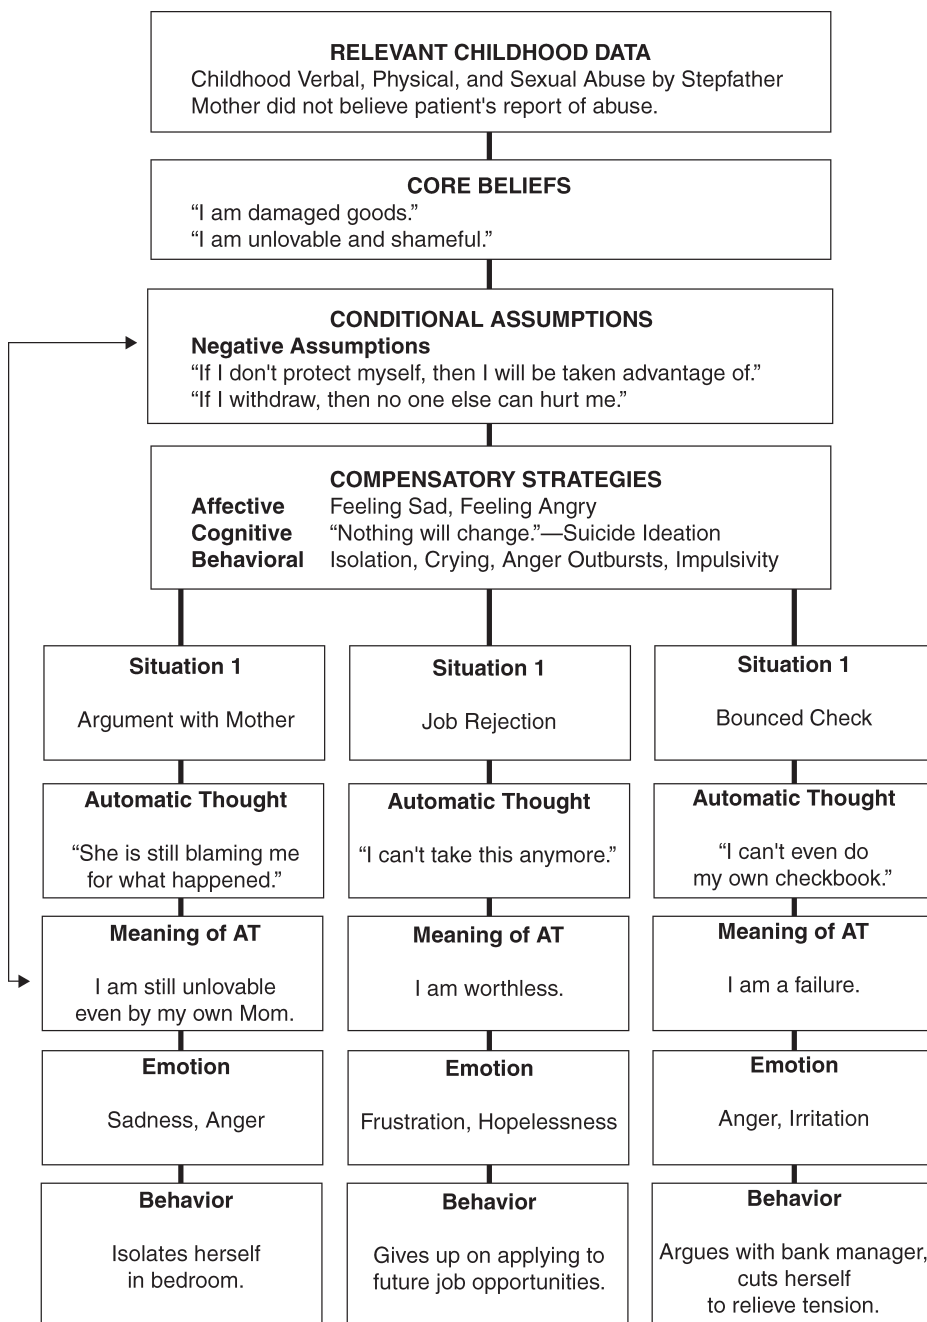 RELEVANT CHILDHOOD DATA
Childhood Verbal, Physical, and Sexual Abuse by Stepfather
Mother did not believe patient's report of abuse.
CORE BELIEFS
“I am damaged goods.”
“I am unlovable and shameful.”
CONDITIONAL ASSUMPTIONS
Negative Assumptions
“If I don't protect myself, then I will be taken advantage of.”
“If I withdraw, then no one else can hurt me.”
COMPENSATORY STRATEGIES
Affective Feeling Sad, Feeling Angry
Cognitive “Nothing will change.”—Suicide Ideation
Behavioral Isolation, Crying, Anger Outbursts, Impulsivity
Situation 1
Argument with Mother
Automatic Thought
“She is still blaming me
for what happened.”
Meaning of AT
I am still unlovable
even by my own Mom.
Emotion
Sadness, Anger
Behavior
Isolates herself
in bedroom.
Situation 1
Job Rejection
Automatic Thought
“I can't take this anymore.”
Meaning of AT
I am worthless.
Emotion
Frustration, Hopelessness
Behavior
Gives up on applying to
future job opportunities.
Situation 1
Bounced Check
Automatic Thought
“I can't even do
my own checkbook.”
Meaning of AT
I am a failure.
Emotion
Anger, Irritation
Behavior
Argues with bank manager,
cuts herself
to relieve tension.